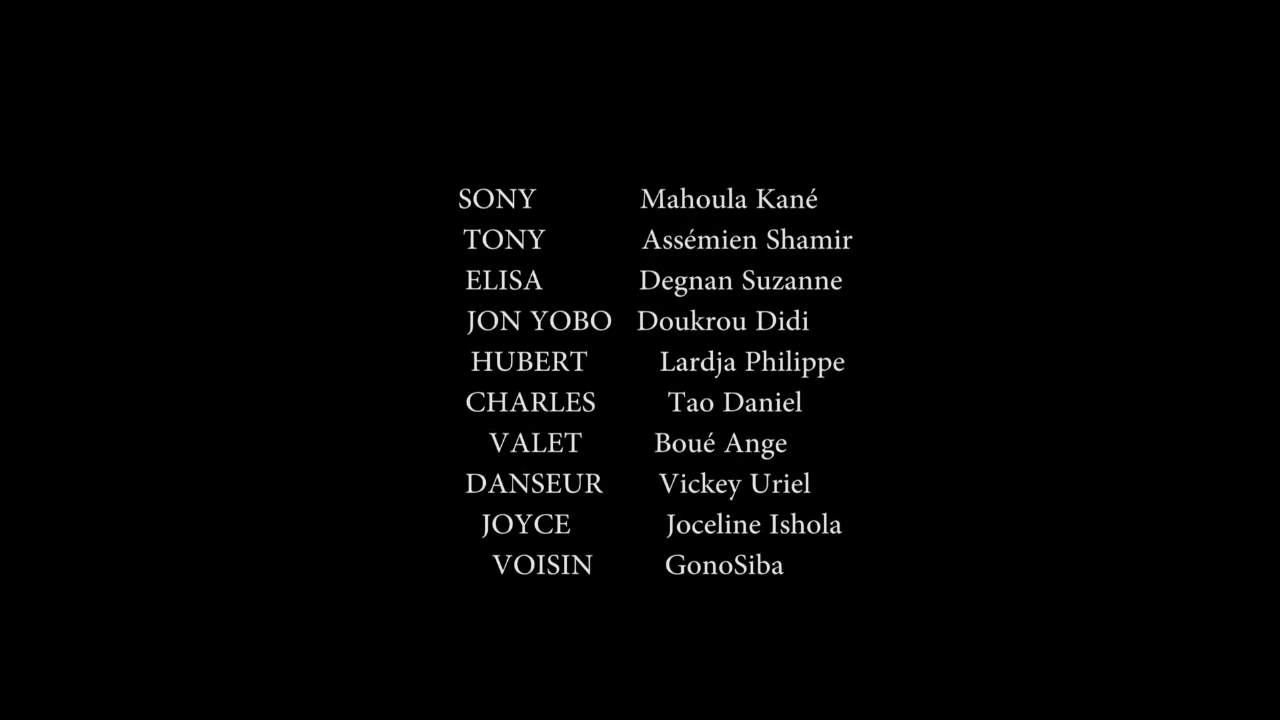 SONY Mahoula Kané
TONY Assémien Shamir
ELISA Degnan Suzanne
JON YOBO Doukrou Didi
HUBERT Lardja Philippe
CHARLES Tao Daniel
VALET Boué Ange
DANSEUR Vickey Uriel
JOYCE Joceline Ishola
VOISIN GonoSiba